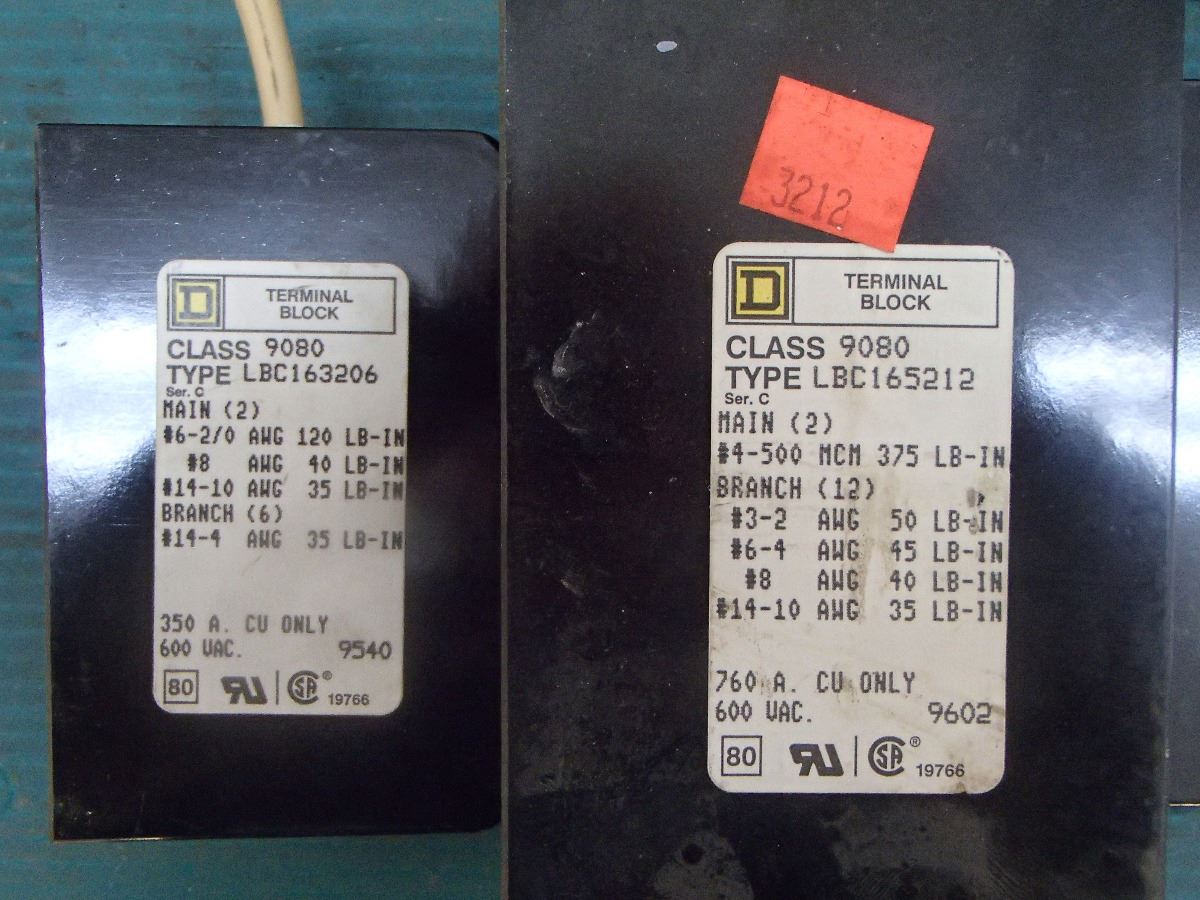 D
TERMINAL
BLOCK
CLASS 9080
TYPE LBC163206
Ser. C
MAIN (2)
#6-2/0 AWG 120 LB-IN
#8 AWG 40 LB-IN
#14-10 AWG 35 LB-IN
BRANCH (6)
#14-4 AWG 35 LB-IN
350 A. CU ONLY
600 VAC. 9540
80 RU SA ® 19766
3212
D
TERMINAL
BLOCK
CLASS 9080
TYPE LBC165212
Ser. C
MAIN (2)
#4-500 MCM 375 LB-IN
BRANCH (12)
#3-2 AWG 50 LB-IN
#6-4 AWG 45 LB-IN
#8 AWG 40 LB-IN
#14-10 AWG 35 LB-IN
760 A. CU ONLY
600 VAC. 9602
80 RU SA ® 19766